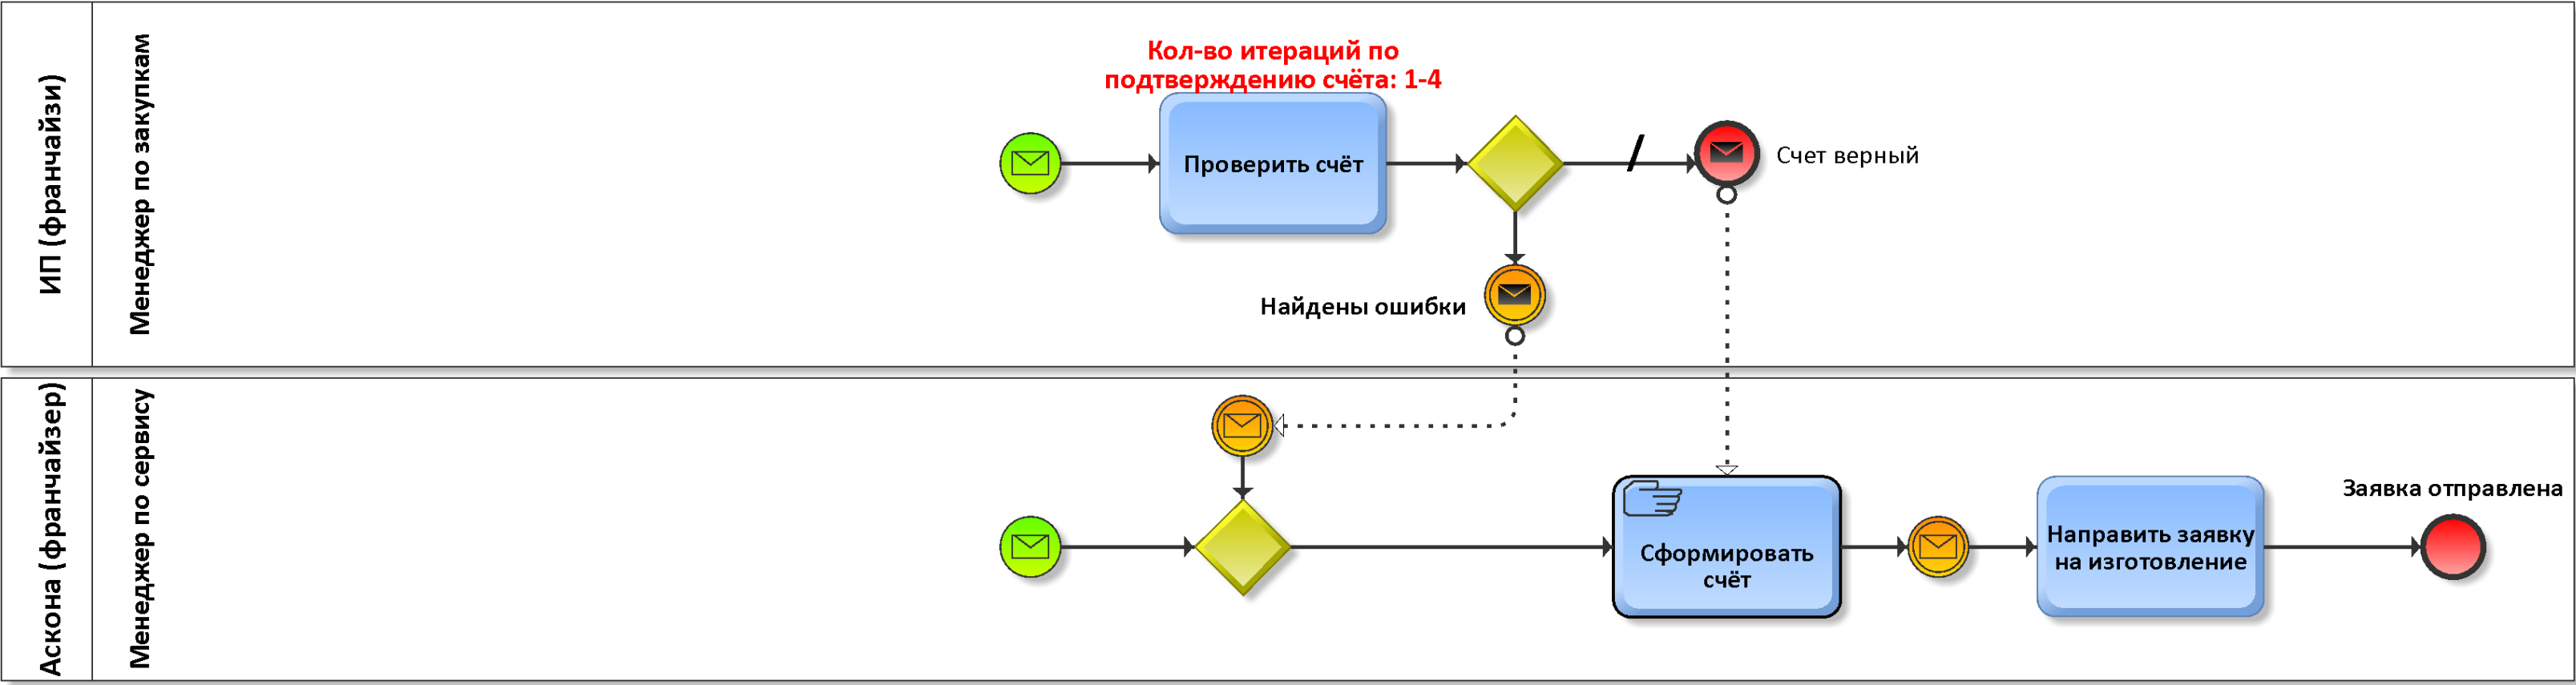 ИП (франчайзи)
Менеджер по закупкам
Кол-во итераций по
подтверждению счёта: 1-4
Проверить счёт
Счет верный
Найдены ошибки
Аскона (франчайзер)
Менеджер по сервису
Сформировать
счёт
Направить заявку
на изготовление
Заявка отправлена